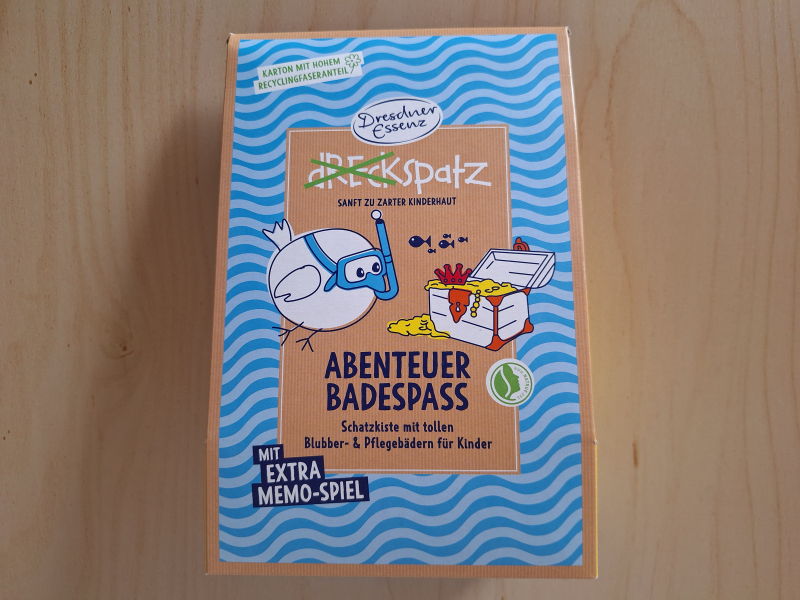 KARTON MIT HOHEM
RECYCLINGFASERANTEIL
Dresdner
Essenz
dREckspatz
SANFT ZU ZARTER KINDERHAUT
ABENTEUER
BADESPASS
Schatzkiste mit tollen
Blubber- & Pflegebädern für Kinder
MIT
EXTRA
MEMO-SPIEL